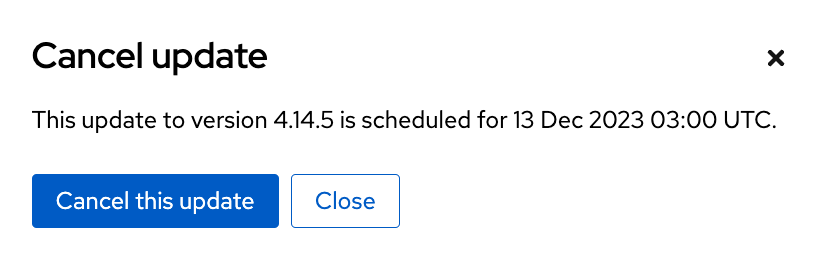 Cancel update
This update to version 4.14.5 is scheduled for 13 Dec 2023 03:00 UTC.
Cancel this update
Close